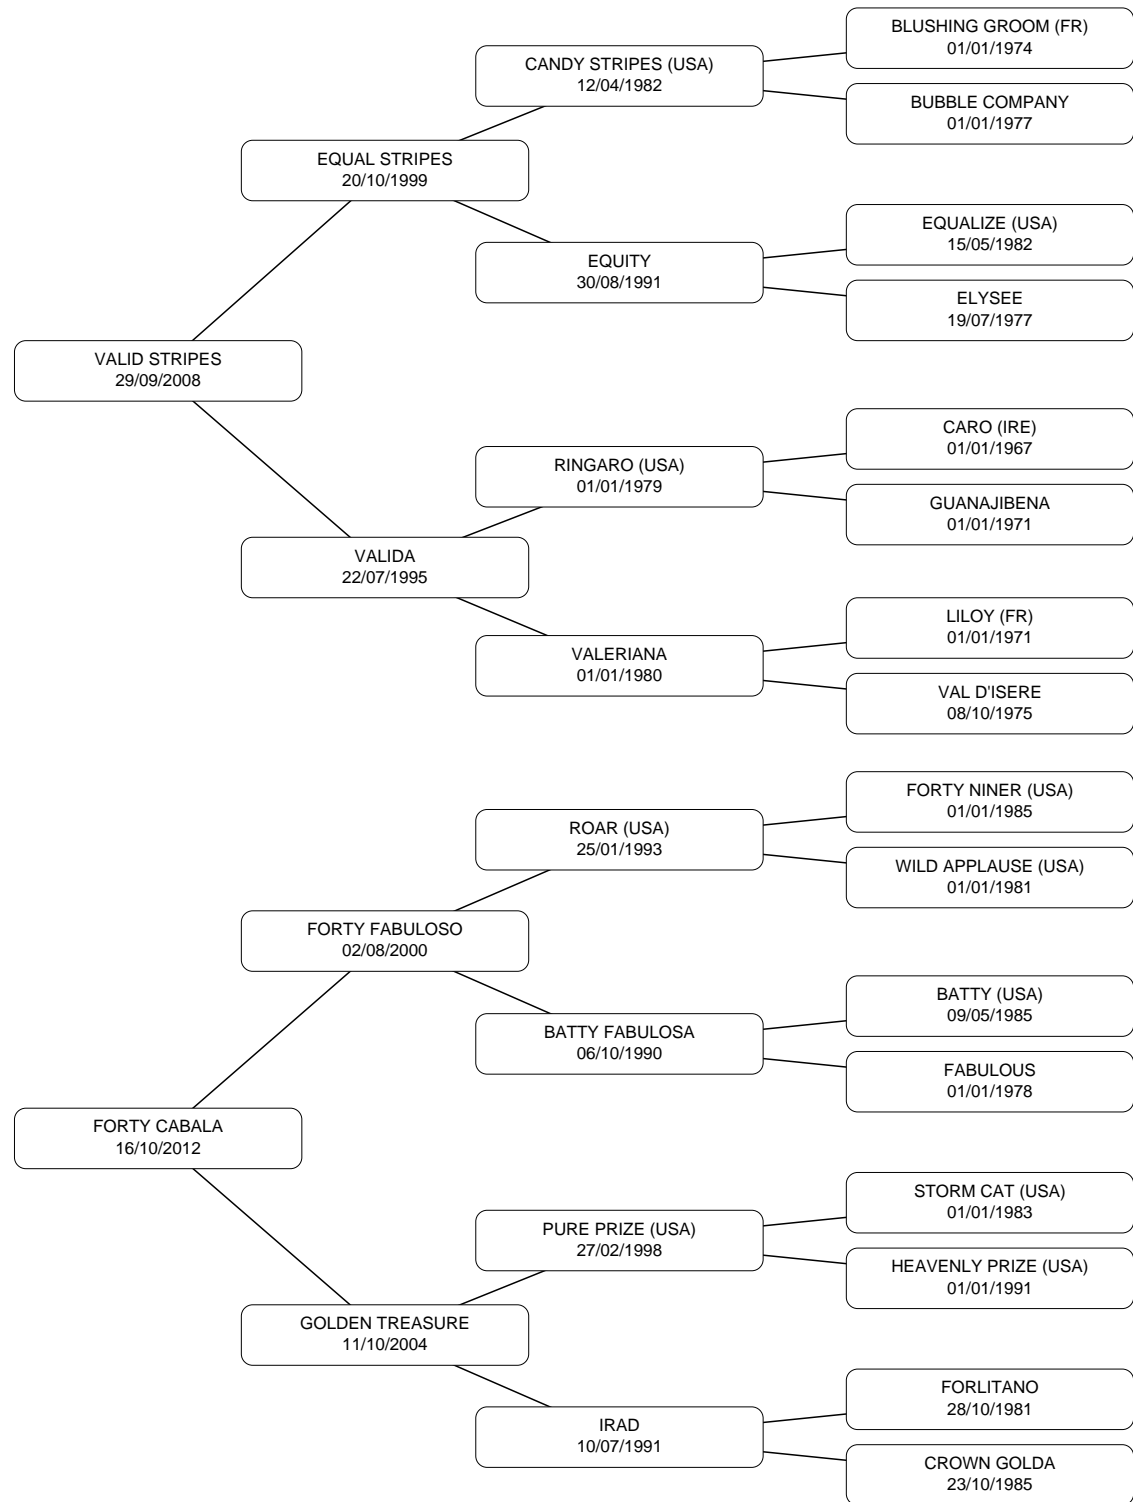 BLUSHING GROOM (FR)
01/01/1974
CANDY STRIPES (USA)
12/04/1982
BUBBLE COMPANY
01/01/1977
EQUAL STRIPES
20/10/1999
EQUALIZE (USA)
15/05/1982
EQUITY
30/08/1991
ELYSEE
19/07/1977
VALID STRIPES
29/09/2008
CARO (IRE)
01/01/1967
RINGARO (USA)
01/01/1979
GUANAJIBENA
01/01/1971
VALIDA
22/07/1995
LILOY (FR)
01/01/1971
VALERIANA
01/01/1980
VAL D'ISERE
08/10/1975
FORTY NINER (USA)
01/01/1985
ROAR (USA)
25/01/1993
WILD APPLAUSE (USA)
01/01/1981
FORTY FABULOSO
02/08/2000
BATTY (USA)
09/05/1985
BATTY FABULOSA
06/10/1990
FABULOUS
01/01/1978
FORTY CABALA
16/10/2012
STORM CAT (USA)
01/01/1983
PURE PRIZE (USA)
27/02/1998
HEAVENLY PRIZE (USA)
01/01/1991
GOLDEN TREASURE
11/10/2004
FORLITANO
28/10/1981
IRAD
10/07/1991
CROWN GOLDA
23/10/1985